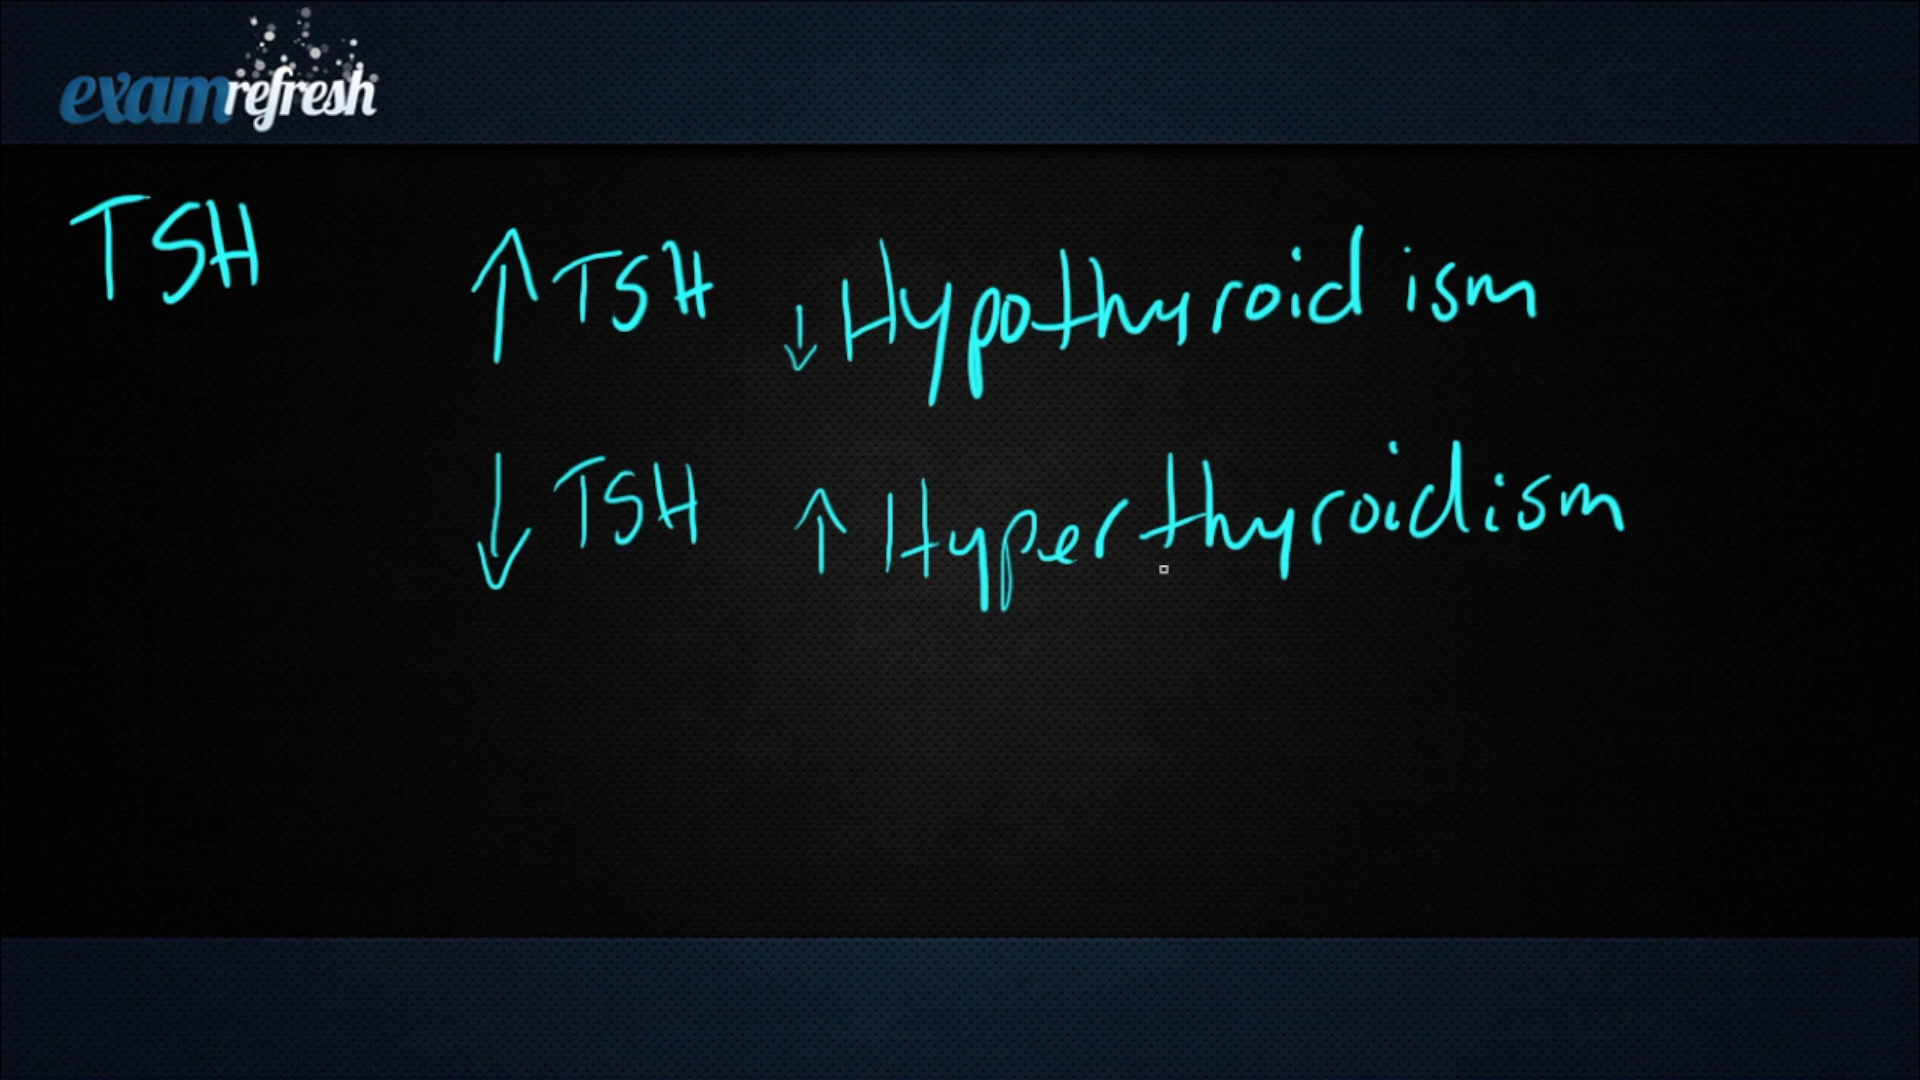 examrefresh
TSH
↑ TSH ↓ Hypothyroidism
↓ TSH ↑ Hyperthyroidism